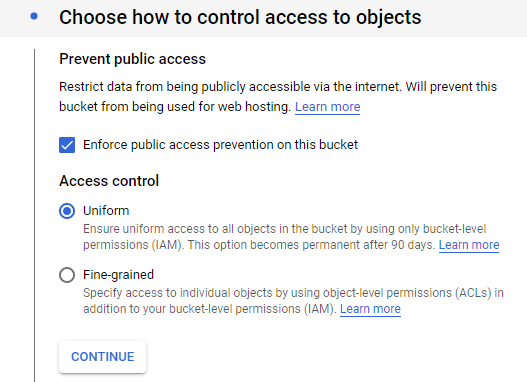 Choose how to control access to objects
Prevent public access
Restrict data from being publicly accessible via the internet. Will prevent this
bucket from being used for web hosting. Learn more
Enforce public access prevention on this bucket
Access control
Uniform
Ensure uniform access to all objects in the bucket by using only bucket-level
permissions (IAM). This option becomes permanent after 90 days. Learn more
Fine-grained
Specify access to individual objects by using object-level permissions (ACLs) in
addition to your bucket-level permissions (IAM). Learn more
CONTINUE